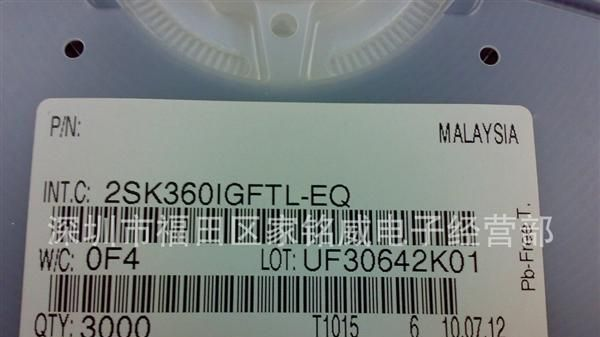 P/N:
MALAYSIA
INT.C: 2SK360IGFTL-EQ
深圳市福田区家铭威电子经营部
W/C: 0F4 LOT: UF30642K01
Pb-Free T.
QTY: 3000 T1015 6 10.07.12